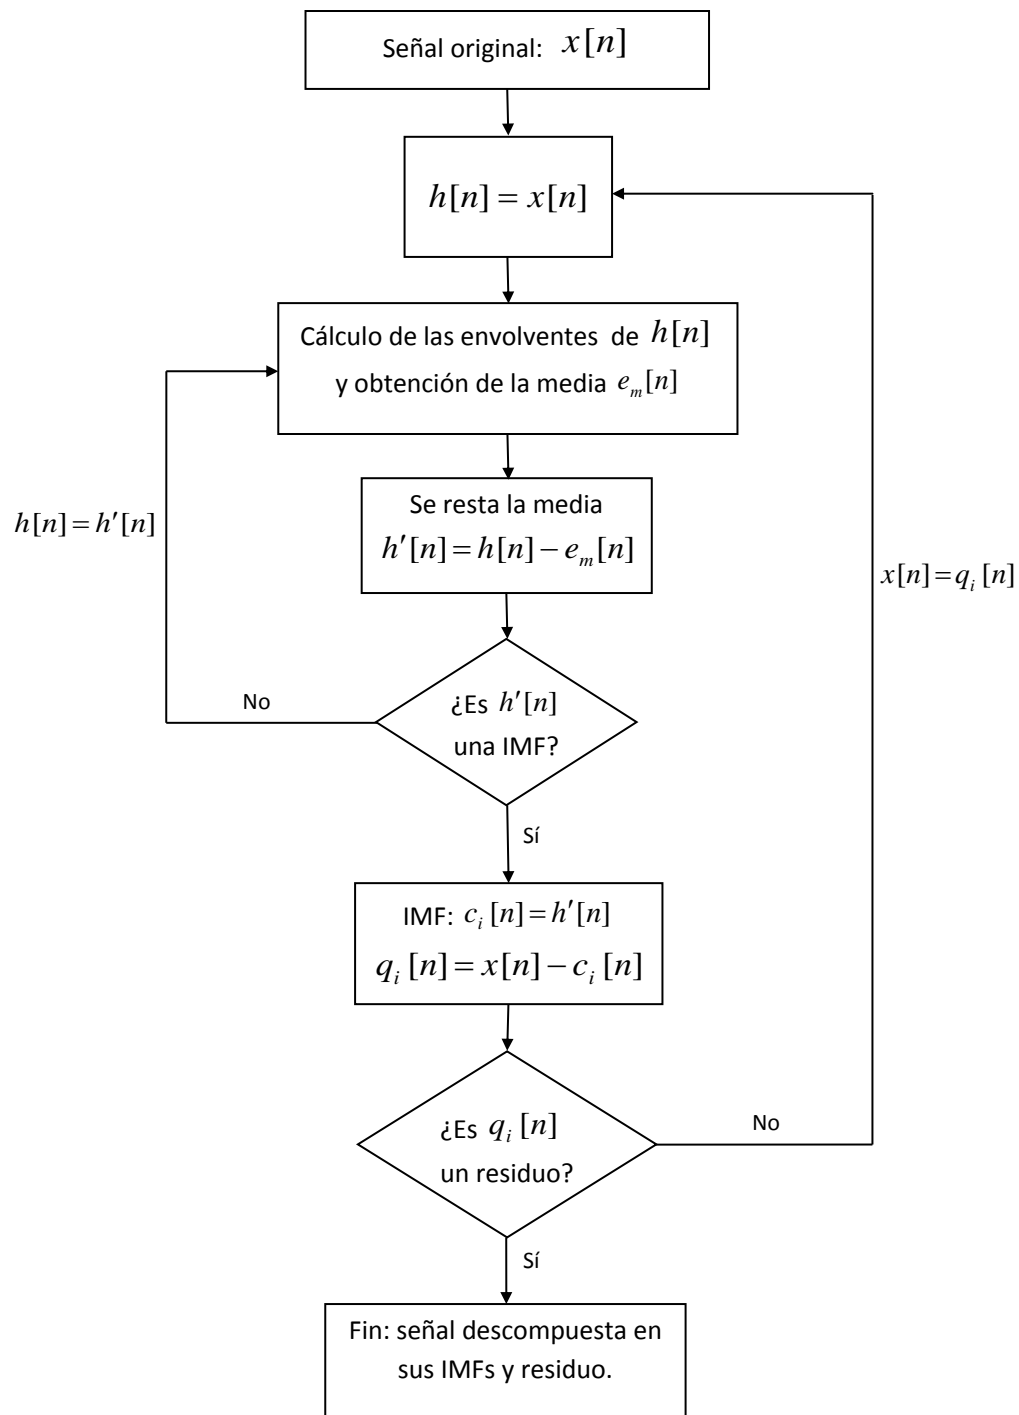 Señal original: x[n]
h[n] = x[n]
Cálculo de las envolventes de h[n]
y obtención de la media e_m[n]
Se resta la media
h'[n] = h[n] − e_m[n]
h[n] = h'[n]
x[n] = q_i[n]
¿Es h'[n]
una IMF?
No
Sí
IMF: c_i[n] = h'[n]
q_i[n] = x[n] − c_i[n]
¿Es q_i[n]
un residuo?
No
Sí
Fin: señal descompuesta en
sus IMFs y residuo.